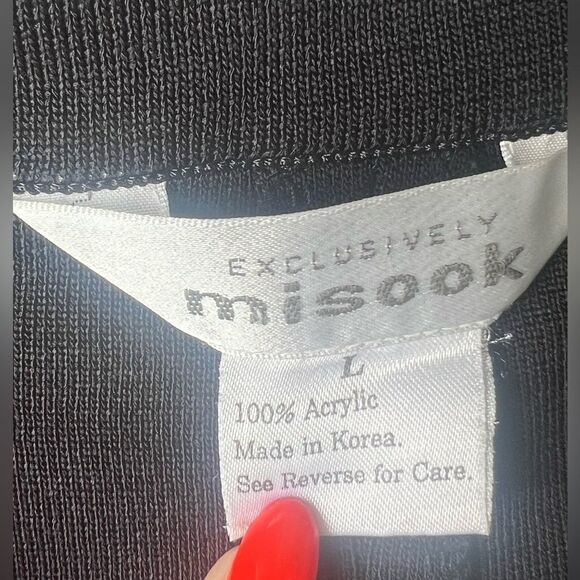 EXCLUSIVELY
misook
L
100% Acrylic
Made in Korea.
See Reverse for Care.